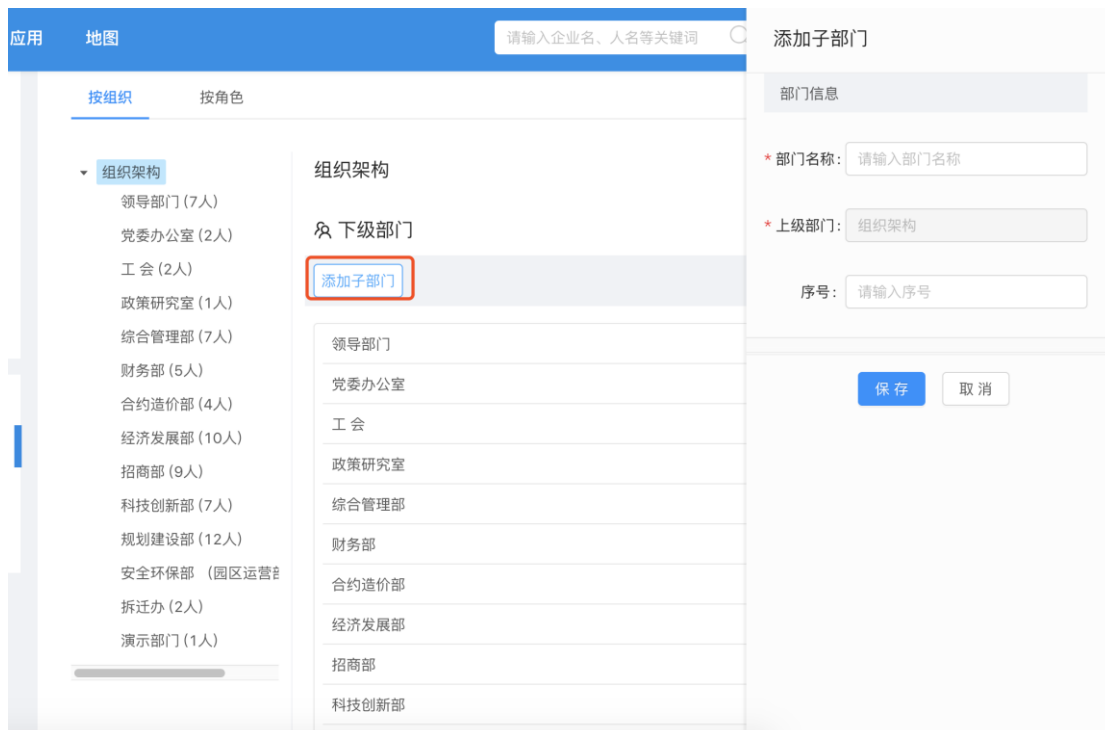 应用 地图 请输入企业名、人名等关键词
按组织 按角色
组织架构
领导部门 (7人)
党委办公室 (2人)
工 会 (2人)
政策研究室 (1人)
综合管理部 (7人)
财务部 (5人)
合约造价部 (4人)
经济发展部 (10人)
招商部 (9人)
科技创新部 (7人)
规划建设部 (12人)
安全环保部 (园区运营部
拆迁办 (2人)
演示部门 (1人)
组织架构
下级部门
添加子部门
领导部门
党委办公室
工 会
政策研究室
综合管理部
财务部
合约造价部
经济发展部
招商部
科技创新部
添加子部门
部门信息
* 部门名称: 请输入部门名称
* 上级部门: 组织架构
序号: 请输入序号
保 存 取 消